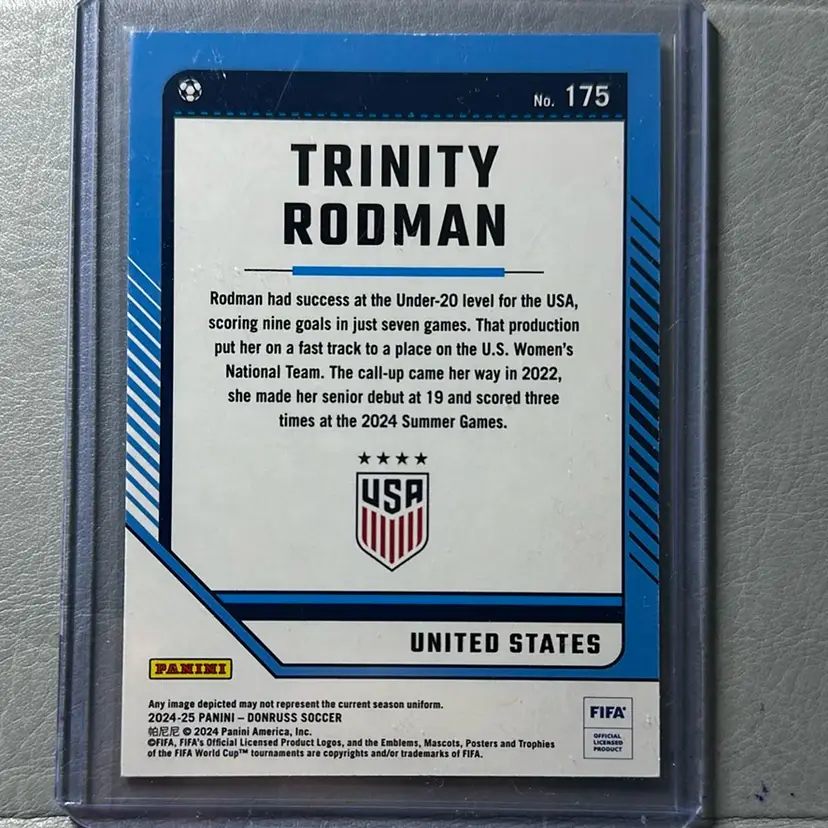 No. 175
TRINITY
RODMAN
Rodman had success at the Under-20 level for the USA,
scoring nine goals in just seven games. That production
put her on a fast track to a place on the U.S. Women's
National Team. The call-up came her way in 2022,
she made her senior debut at 19 and scored three
times at the 2024 Summer Games.
USA
UNITED STATES
PANINI
Any image depicted may not represent the current season uniform.
2024-25 PANINI – DONRUSS SOCCER
帕尼尼 © 2024 Panini America, Inc.
©FIFA, FIFA's Official Licensed Product Logos, and the Emblems, Mascots, Posters and Trophies
of the FIFA World Cup™ tournaments are copyrights and/or trademarks of FIFA.
FIFA
OFFICIAL
LICENSED
PRODUCT